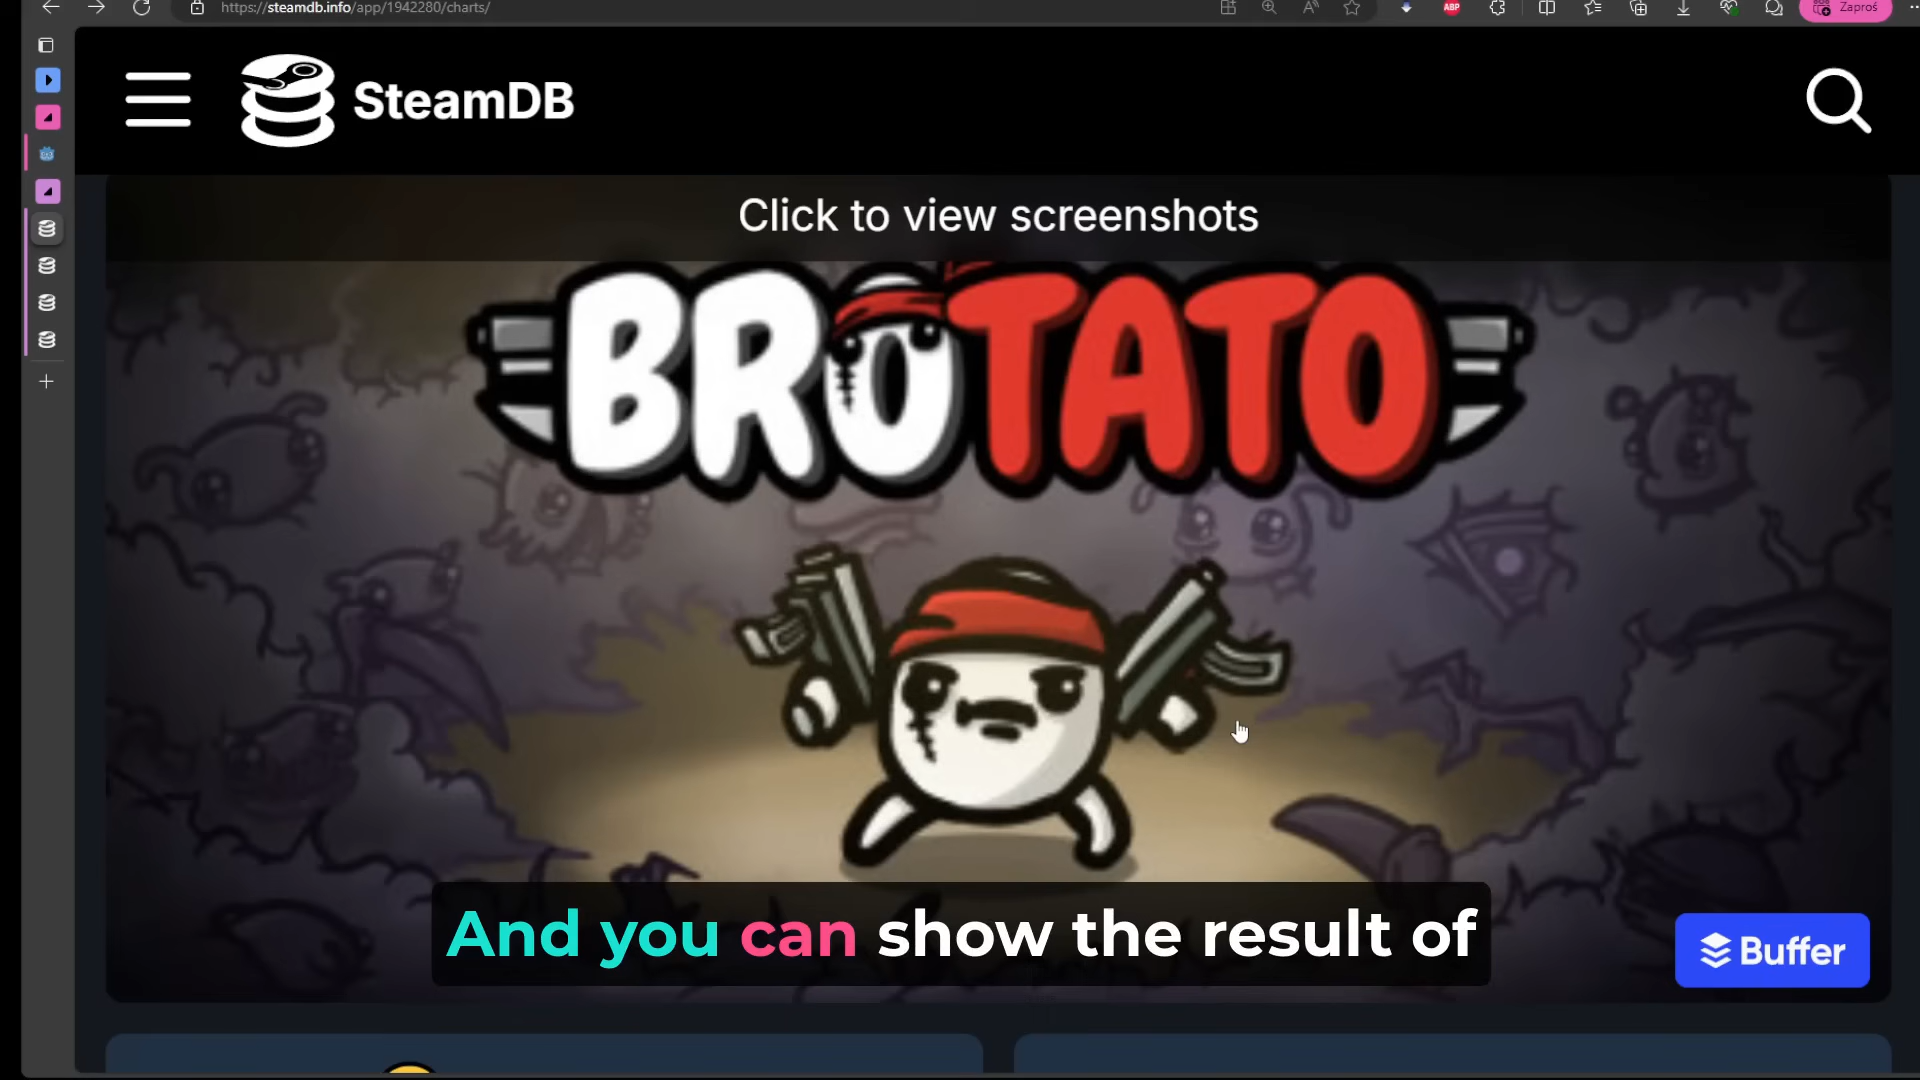 https://steamdb.info/app/1942280/charts/
ABP
Zaproś
SteamDB
Click to view screenshots
BROTATO
And you can show the result of
Buffer